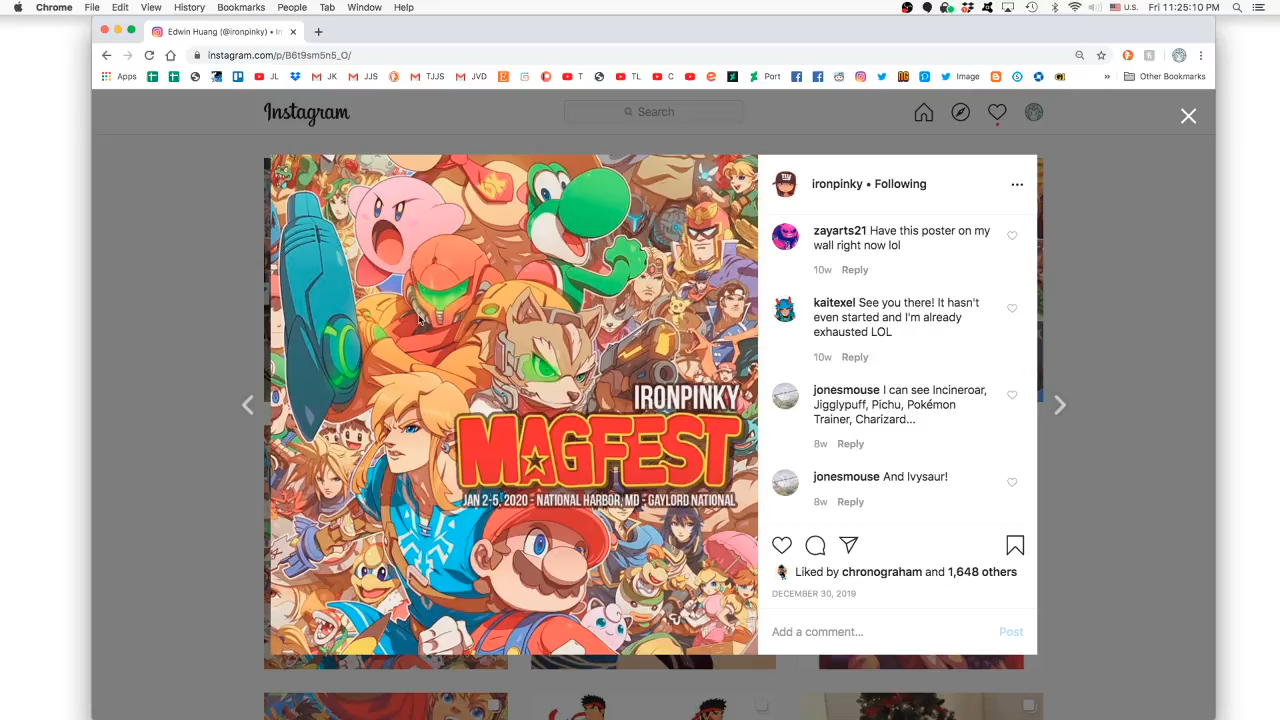 Chrome File Edit View History Bookmarks People Tab Window Help
U.S. Fri 11:25:10 PM
Edwin Huang (@ironpinky) • In
instagram.com/p/B6t9sm5n5_O/
Apps JL JK JJS TJJS JVD T TL C Port Image » Other Bookmarks
Instagram
Search
ironpinky • Following
zayarts21 Have this poster on my
wall right now lol
10w Reply
kaitexel See you there! It hasn't
even started and I'm already
exhausted LOL
10w Reply
jonesmouse I can see Incineroar,
Jigglypuff, Pichu, Pokémon
Trainer, Charizard...
8w Reply
jonesmouse And Ivysaur!
8w Reply
Liked by chronograham and 1,648 others
DECEMBER 30, 2019
Add a comment... Post
IRONPINKY
MAGFEST
JAN 2-5, 2020 - NATIONAL HARBOR, MD - GAYLORD NATIONAL